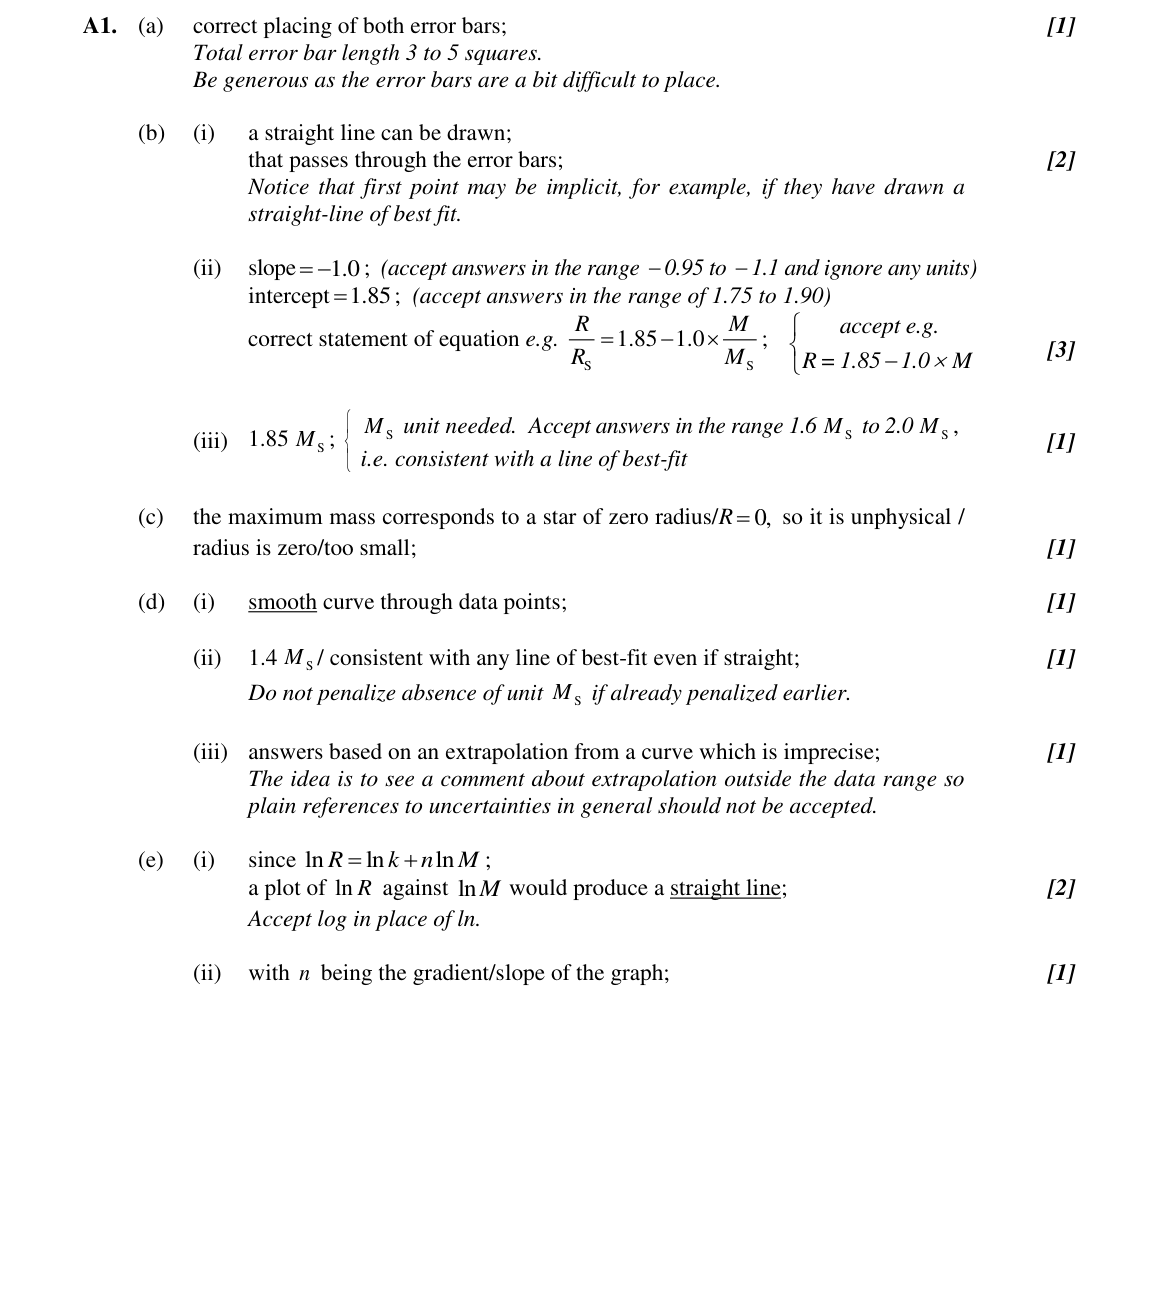 A1. (a) correct placing of both error bars; [1]
Total error bar length 3 to 5 squares.
Be generous as the error bars are a bit difficult to place.
(b) (i) a straight line can be drawn;
that passes through the error bars; [2]
Notice that first point may be implicit, for example, if they have drawn a
straight-line of best fit.
(ii) slope = –1.0 ; (accept answers in the range –0.95 to –1.1 and ignore any units)
intercept = 1.85 ; (accept answers in the range of 1.75 to 1.90)
correct statement of equation e.g. R/R_S = 1.85 – 1.0 × M/M_S ; { accept e.g.
R = 1.85 – 1.0 × M [3]
(iii) 1.85 M_S ; { M_S unit needed. Accept answers in the range 1.6 M_S to 2.0 M_S ,
i.e. consistent with a line of best-fit [1]
(c) the maximum mass corresponds to a star of zero radius/R = 0, so it is unphysical /
radius is zero/too small; [1]
(d) (i) smooth curve through data points; [1]
(ii) 1.4 M_S / consistent with any line of best-fit even if straight; [1]
Do not penalize absence of unit M_S if already penalized earlier.
(iii) answers based on an extrapolation from a curve which is imprecise; [1]
The idea is to see a comment about extrapolation outside the data range so
plain references to uncertainties in general should not be accepted.
(e) (i) since ln R = ln k + n ln M ;
a plot of ln R against ln M would produce a straight line; [2]
Accept log in place of ln.
(ii) with n being the gradient/slope of the graph; [1]